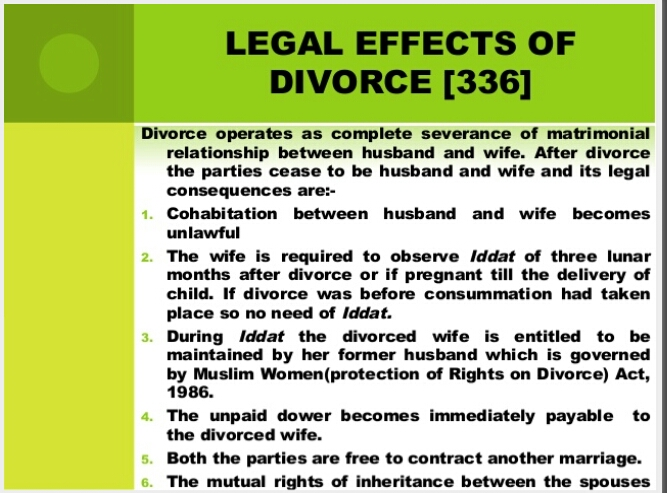 LEGAL EFFECTS OF
DIVORCE [336]
Divorce operates as complete severance of matrimonial
relationship between husband and wife. After divorce
the parties cease to be husband and wife and its legal
consequences are:-
1. Cohabitation between husband and wife becomes
unlawful
2. The wife is required to observe Iddat of three lunar
months after divorce or if pregnant till the delivery of
child. If divorce was before consummation had taken
place so no need of Iddat.
3. During Iddat the divorced wife is entitled to be
maintained by her former husband which is governed
by Muslim Women(protection of Rights on Divorce) Act,
1986.
4. The unpaid dower becomes immediately payable to
the divorced wife.
5. Both the parties are free to contract another marriage.
6. The mutual rights of inheritance between the spouses